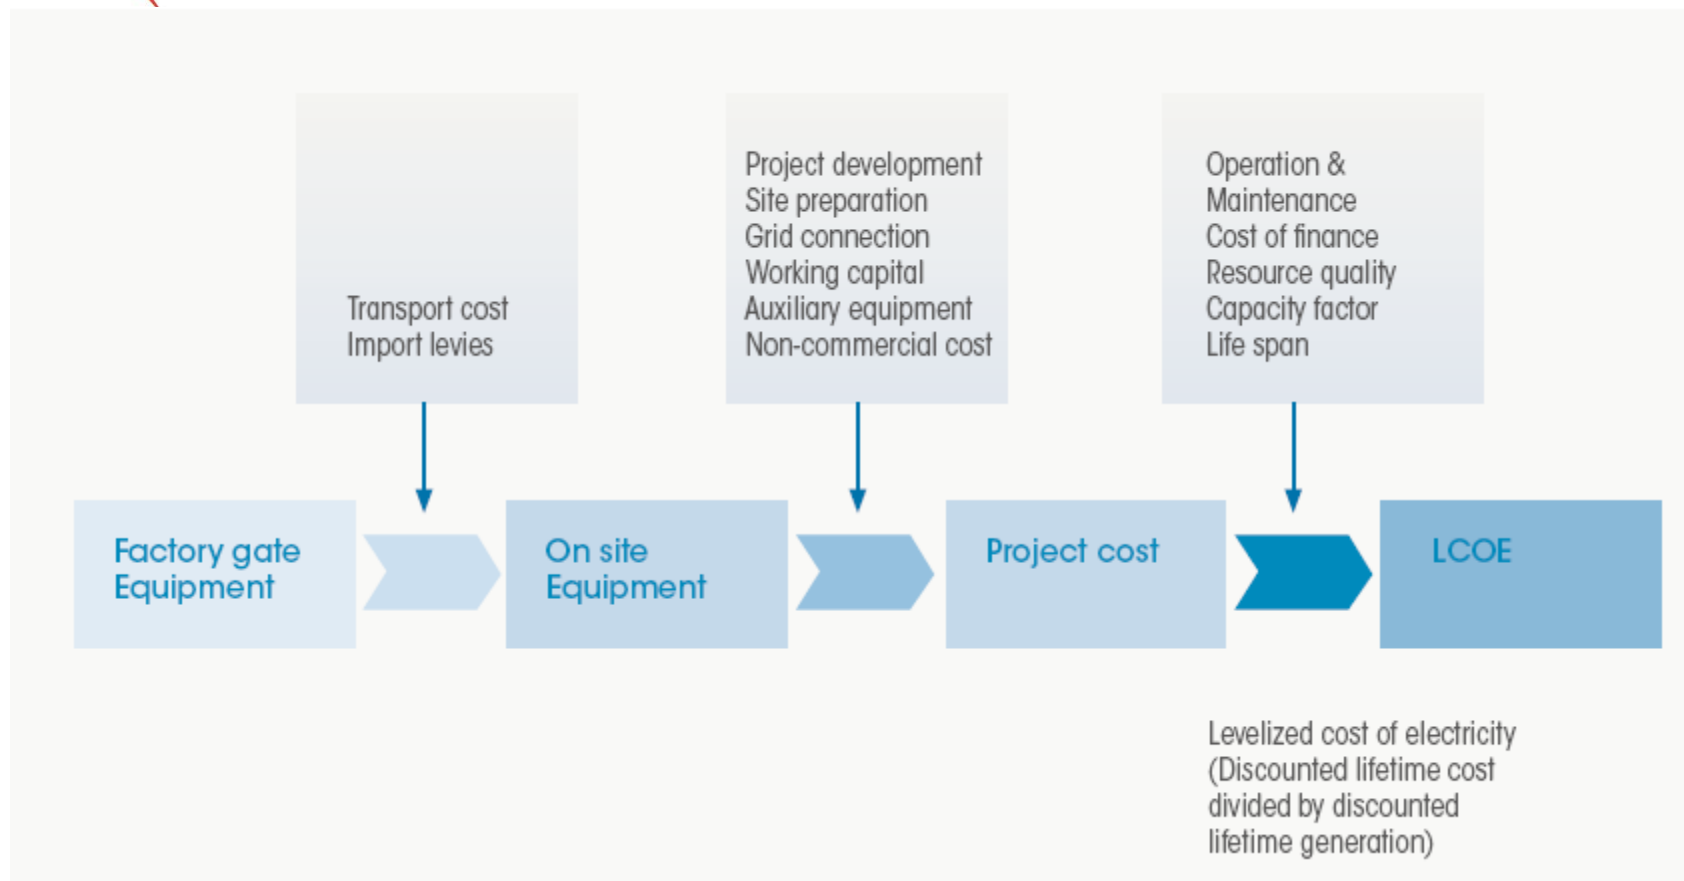 Transport cost
Import levies
Project development
Site preparation
Grid connection
Working capital
Auxiliary equipment
Non-commercial cost
Operation &
Maintenance
Cost of finance
Resource quality
Capacity factor
Life span
Factory gate
Equipment
On site
Equipment
Project cost
LCOE
Levelized cost of electricity
(Discounted lifetime cost
divided by discounted
lifetime generation)